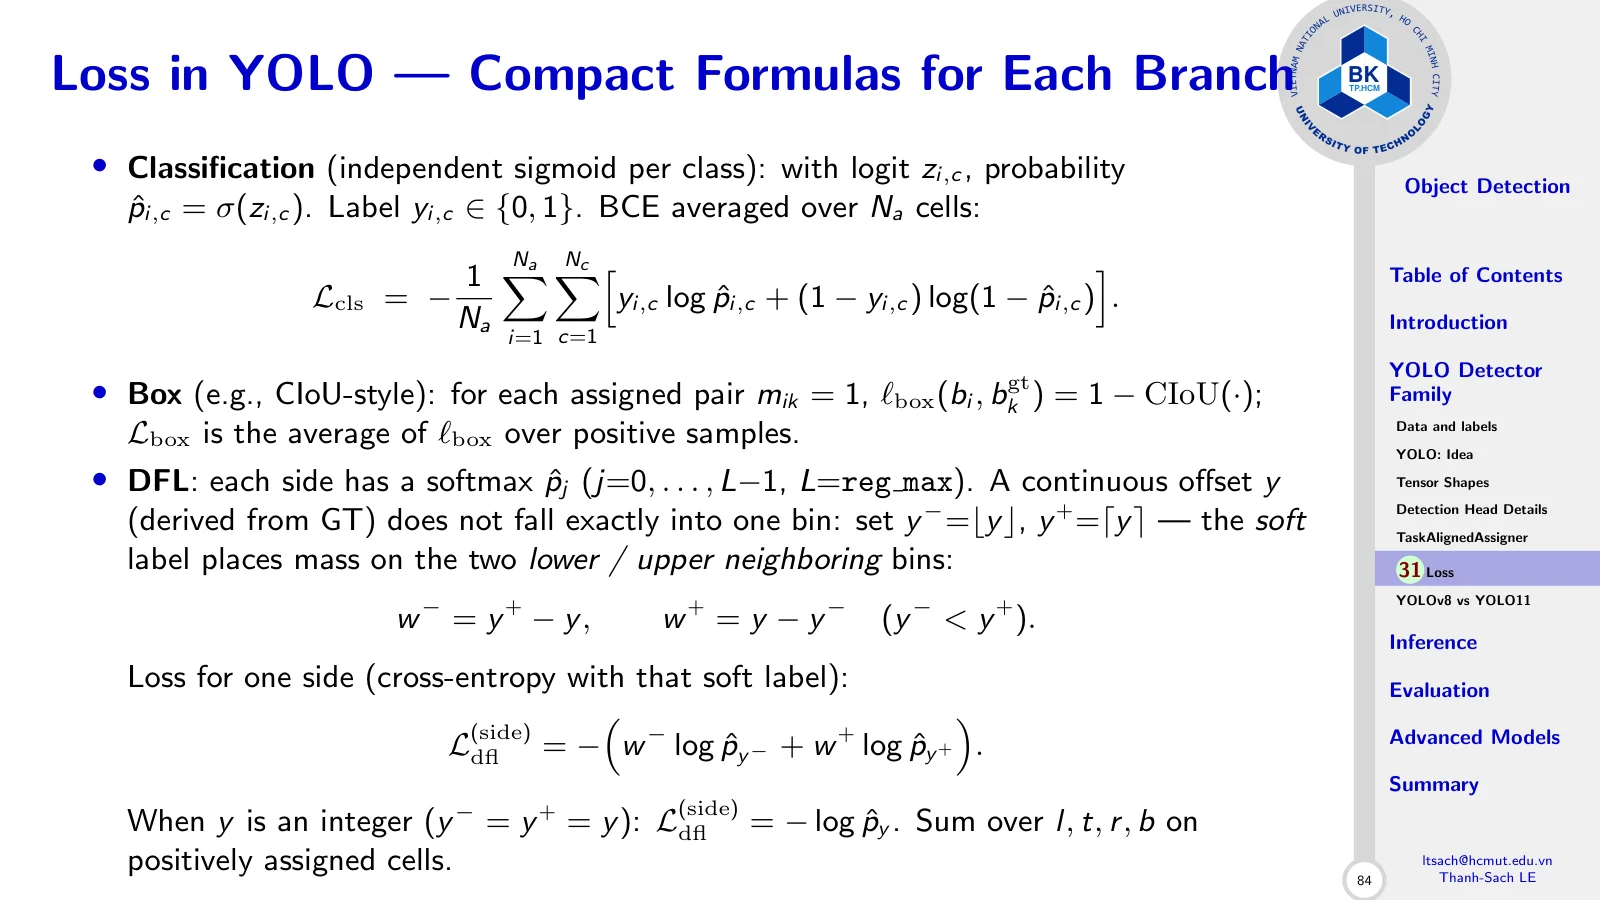 Loss in YOLO — Compact Formulas for Each Branch
• Classification (independent sigmoid per class): with logit z_{i,c}, probability
p̂_{i,c} = σ(z_{i,c}). Label y_{i,c} ∈ {0, 1}. BCE averaged over N_a cells:
ℒ_cls = −\frac{1}{N_a} ∑_{i=1}^{N_a} ∑_{c=1}^{N_c} [y_{i,c} log p̂_{i,c} + (1 − y_{i,c}) log(1 − p̂_{i,c})].
• Box (e.g., CIoU-style): for each assigned pair m_{ik} = 1, ℓ_box(b_i, b_k^gt) = 1 − CIoU(·);
ℒ_box is the average of ℓ_box over positive samples.
• DFL: each side has a softmax p̂_j (j=0, . . . , L−1, L=reg_max). A continuous offset y
(derived from GT) does not fall exactly into one bin: set y⁻=⌊y⌋, y⁺=⌈y⌉ — the soft
label places mass on the two lower / upper neighboring bins:
w⁻ = y⁺ − y, w⁺ = y − y⁻ (y⁻ < y⁺).
Loss for one side (cross-entropy with that soft label):
ℒ_dfl^(side) = −(w⁻ log p̂_{y⁻} + w⁺ log p̂_{y⁺}).
When y is an integer (y⁻ = y⁺ = y): ℒ_dfl^(side) = − log p̂_y. Sum over l, t, r, b on
positively assigned cells.
VIETNAM NATIONAL UNIVERSITY, HO CHI MINH CITY
BK
TP.HCM
UNIVERSITY OF TECHNOLOGY
Object Detection
Table of Contents
Introduction
YOLO Detector
Family
Data and labels
YOLO: Idea
Tensor Shapes
Detection Head Details
TaskAlignedAssigner
31 Loss
YOLOv8 vs YOLO11
Inference
Evaluation
Advanced Models
Summary
ltsach@hcmut.edu.vn
Thanh-Sach LE
84